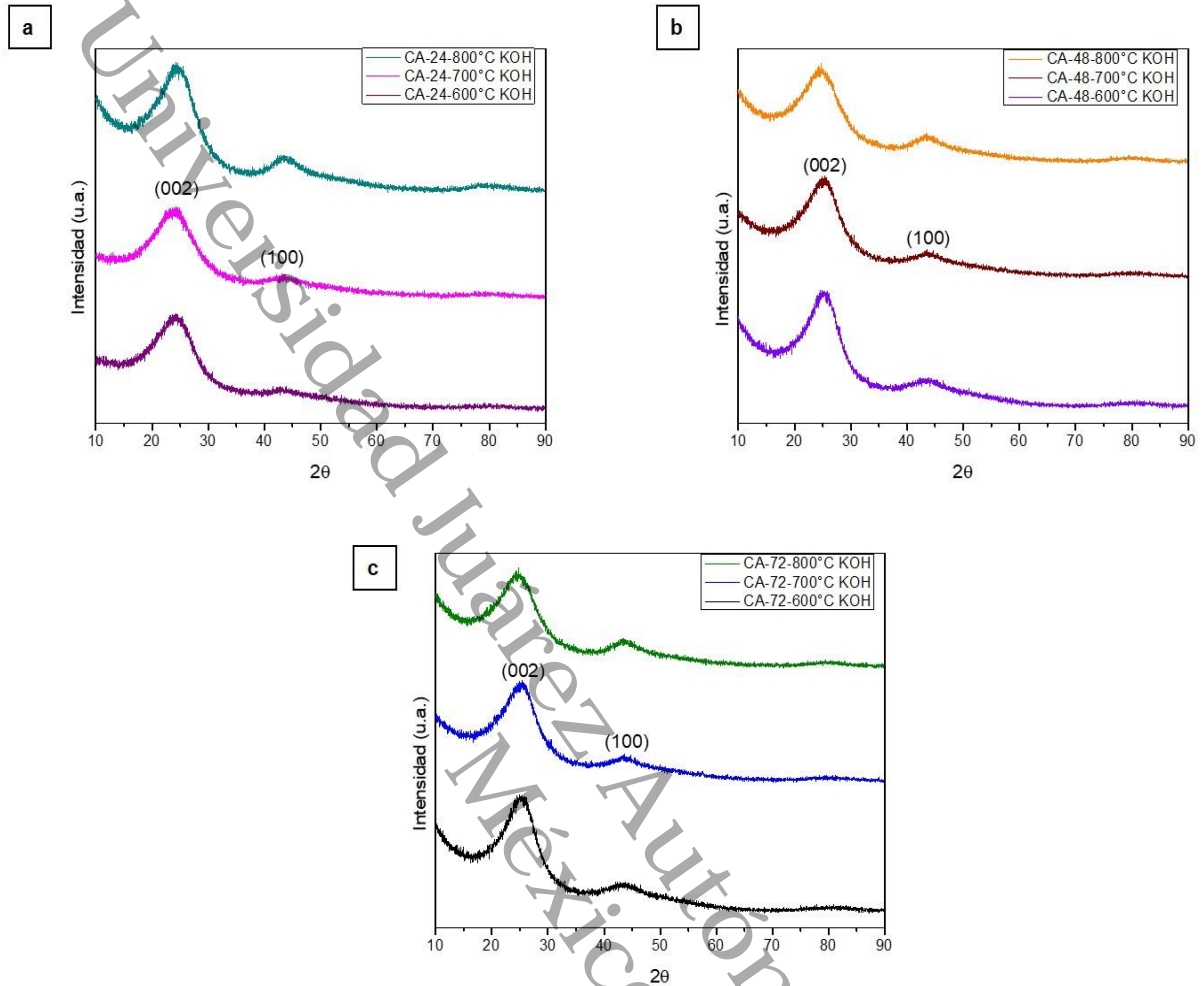 a
CA-24-800°C KOH
CA-24-700°C KOH
CA-24-600°C KOH
(002)
(100)
Intensidad (u.a.)
10 20 30 40 50 60 70 80 90
2θ
b
CA-48-800°C KOH
CA-48-700°C KOH
CA-48-600°C KOH
(002)
(100)
Intensidad (u.a.)
10 20 30 40 50 60 70 80 90
2θ
c
CA-72-800°C KOH
CA-72-700°C KOH
CA-72-600°C KOH
(002)
(100)
Intensidad (u.a.)
10 20 30 40 50 60 70 80 90
2θ
Universidad Juárez Autón
México